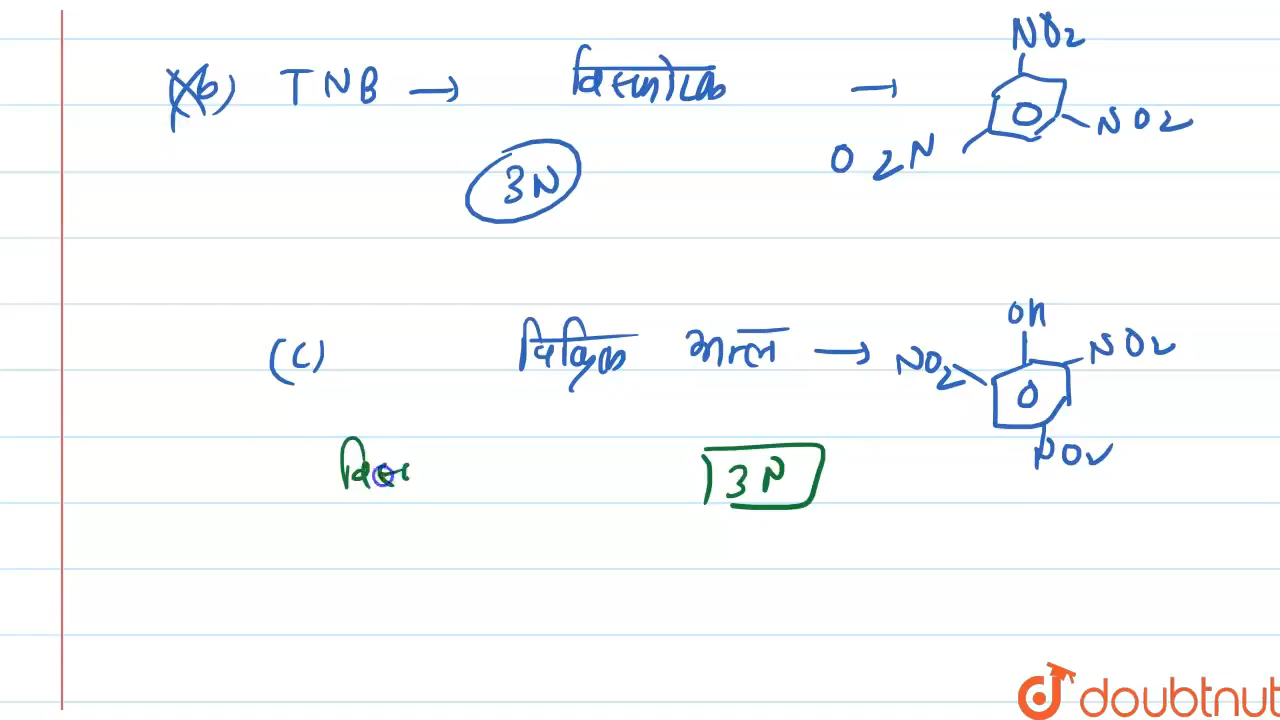 NO2
(b) TNB → विस्फोटक → NO2
O2N
3N
OH
(C) पिक्रिक अम्ल → NO2 NO2
NO2
विस्
3N
doubtnut